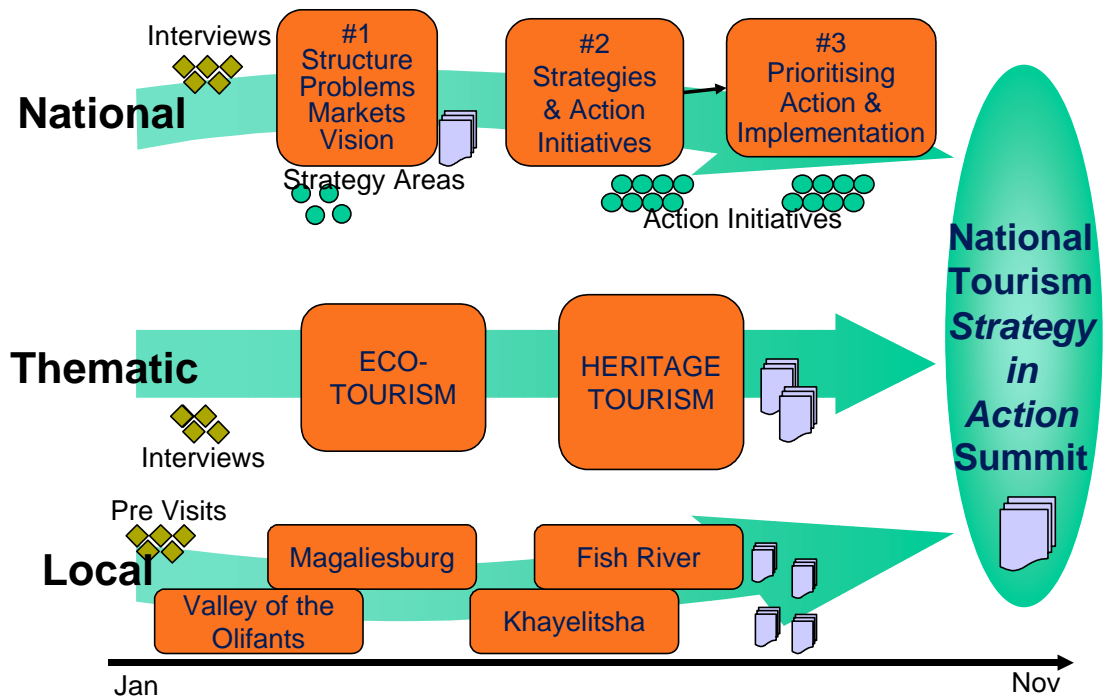 Interviews
National
#1
Structure
Problems
Markets
Vision
#2
Strategies
& Action
Initiatives
#3
Prioritising
Action &
Implementation
Strategy Areas
Action Initiatives
Thematic
ECO-
TOURISM
HERITAGE
TOURISM
Interviews
Pre Visits
Local
Magaliesburg
Fish River
Valley of the
Olifants
Khayelitsha
National
Tourism
Strategy
in
Action
Summit
Jan
Nov